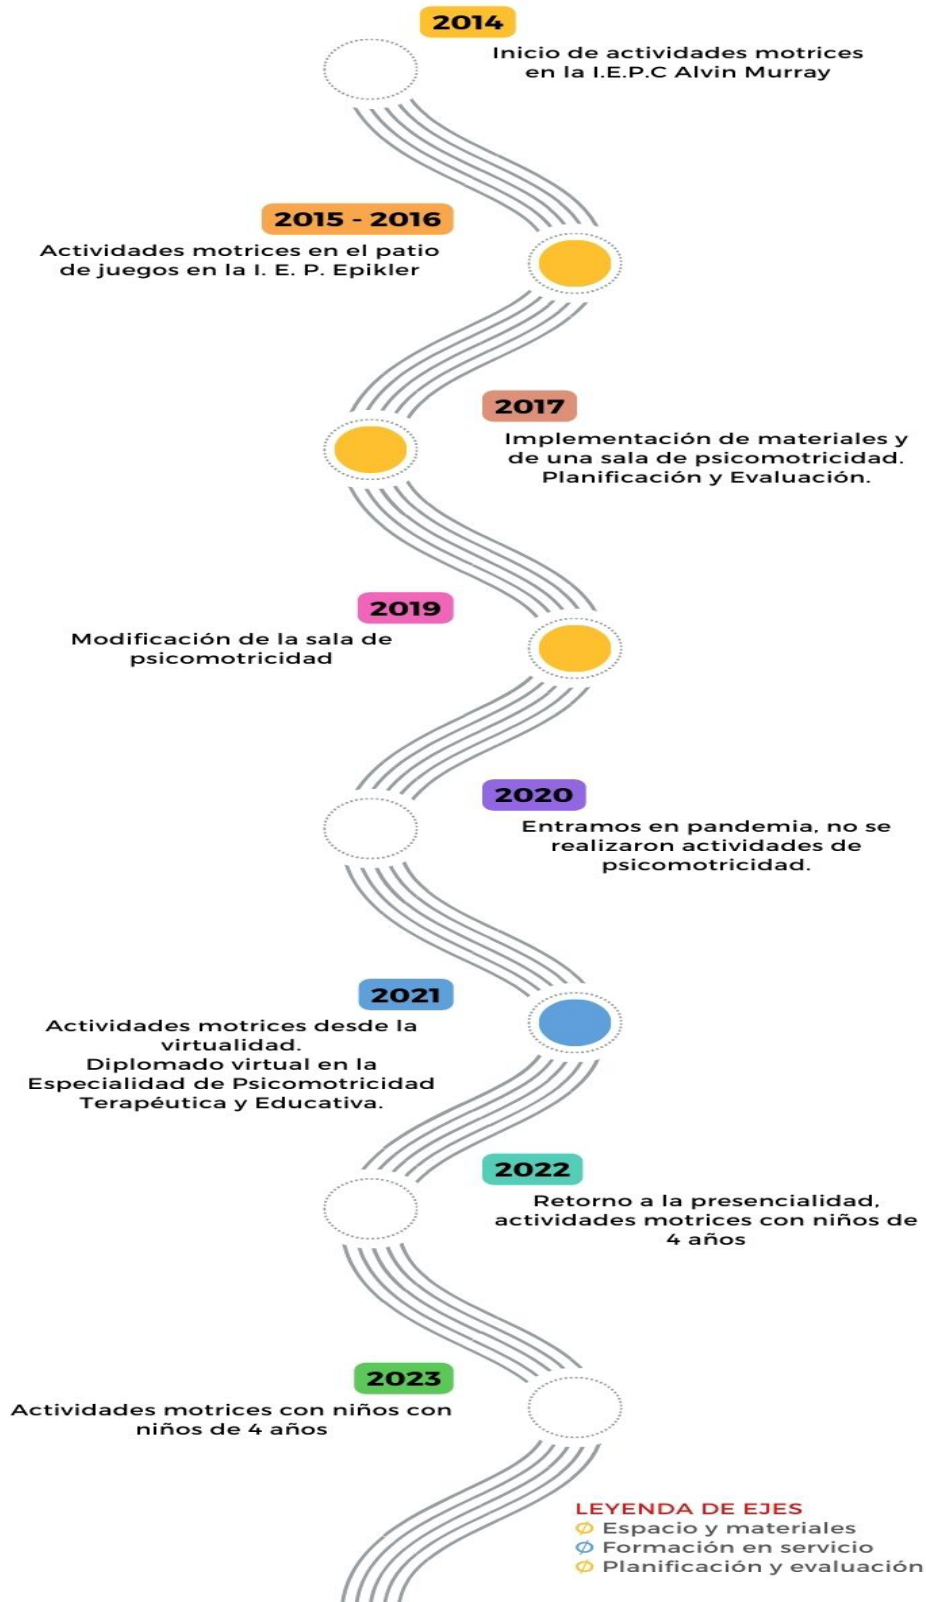 2014
Inicio de actividades motrices
en la I.E.P.C Alvin Murray
2015 - 2016
Actividades motrices en el patio
de juegos en la I. E. P. Epikler
2017
Implementación de materiales y
de una sala de psicomotricidad.
Planificación y Evaluación.
2019
Modificación de la sala de
psicomotricidad
2020
Entramos en pandemia, no se
realizaron actividades de
psicomotricidad.
2021
Actividades motrices desde la
virtualidad.
Diplomado virtual en la
Especialidad de Psicomotricidad
Terapéutica y Educativa.
2022
Retorno a la presencialidad,
actividades motrices con niños de
4 años
2023
Actividades motrices con niños con
niños de 4 años
LEYENDA DE EJES
Ø Espacio y materiales
Ø Formación en servicio
Ø Planificación y evaluación